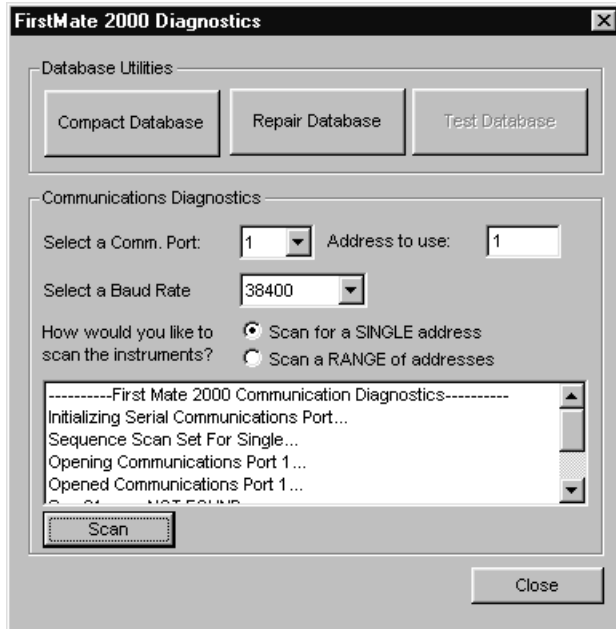 FirstMate 2000 Diagnostics
Database Utilities
Compact Database
Repair Database
Test Database
Communications Diagnostics
Select a Comm. Port:
1
Address to use:
1
Select a Baud Rate
38400
How would you like to
scan the instruments?
Scan for a SINGLE address
Scan a RANGE of addresses
----------First Mate 2000 Communication Diagnostics----------
Initializing Serial Communications Port...
Sequence Scan Set For Single...
Opening Communications Port 1...
Opened Communications Port 1...
NOT FOUND
Scan
Close